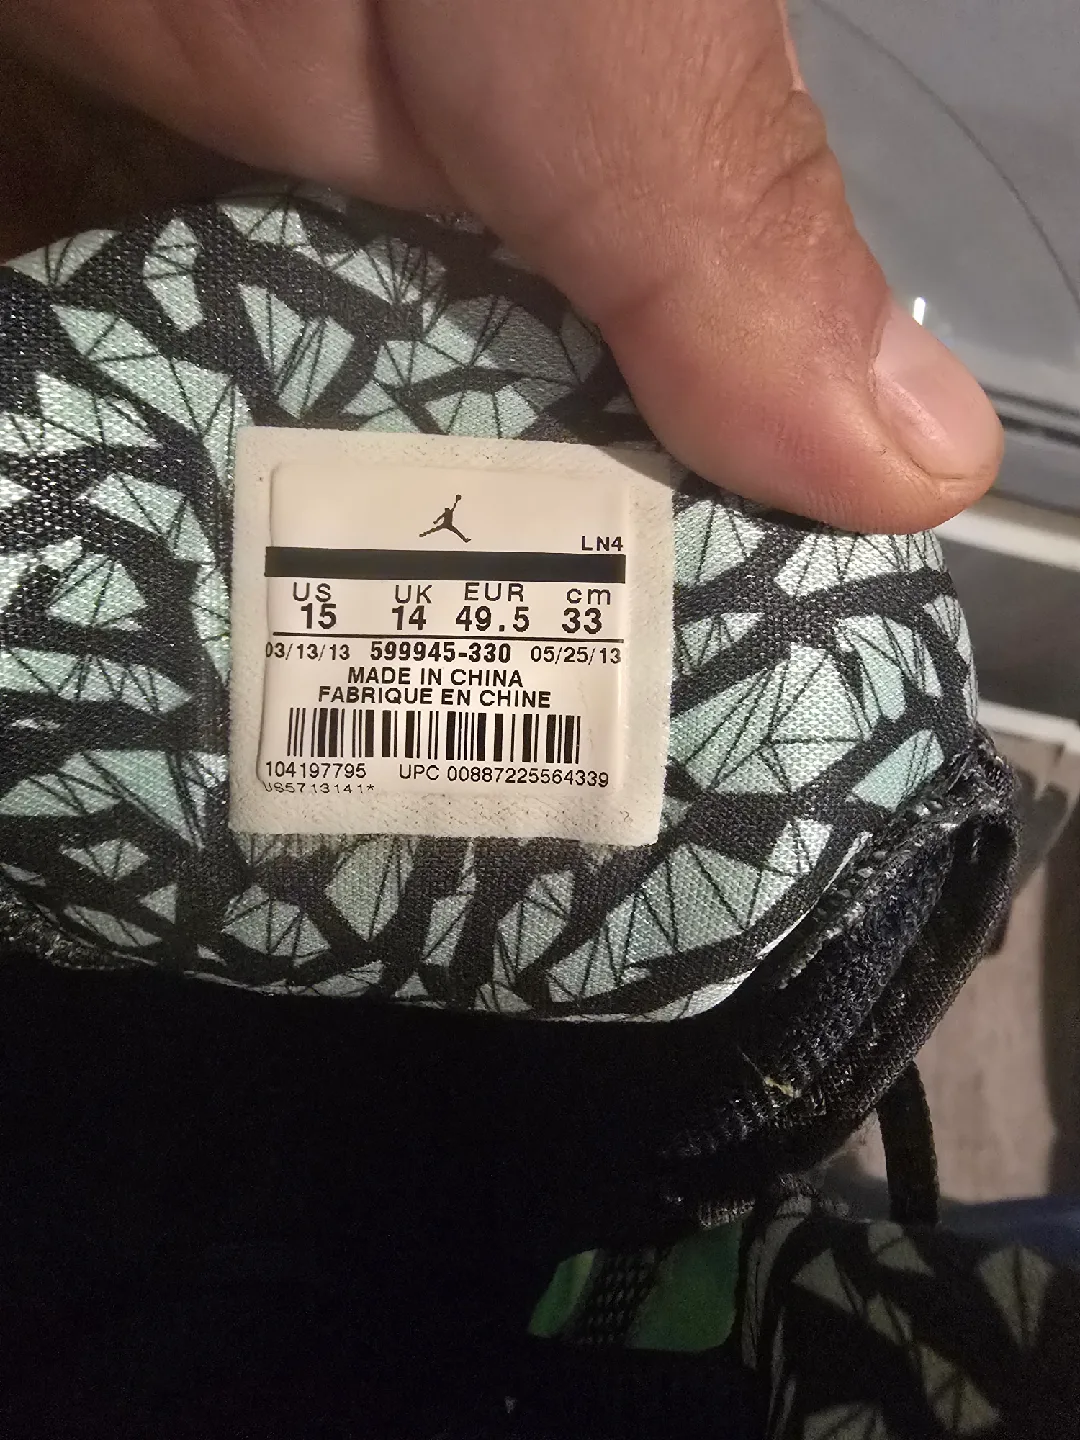 LN4
US UK EUR cm
15 14 49.5 33
03/13/13 599945-330 05/25/13
MADE IN CHINA
FABRIQUE EN CHINE
104197795 UPC 00887225564339
US5713141*